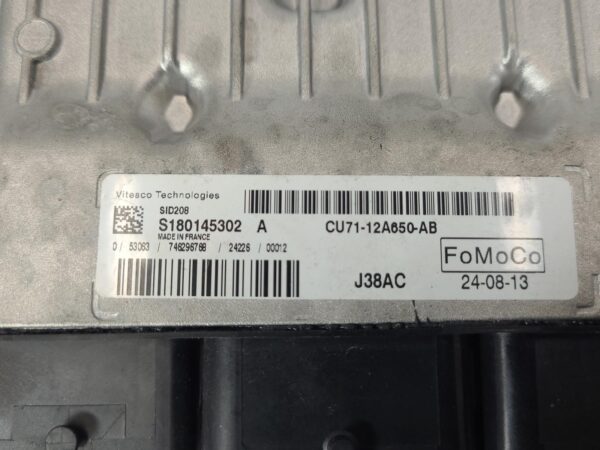 Vitesco Technologies
SID208
S180145302 A
MADE IN FRANCE
0 / 53063 / 746296768 / 24226 / 00012
CU71-12A650-AB
FoMoCo
J38AC
24-08-13